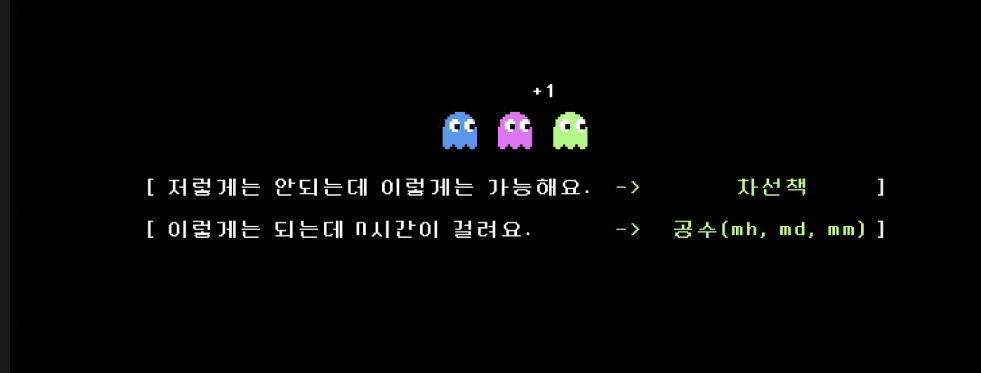 +1
[ 저렇게는 안되는데 이렇게는 가능해요. -> 차선책 ]
[ 이렇게는 되는데 n시간이 걸려요. -> 공수(mh, md, mm) ]